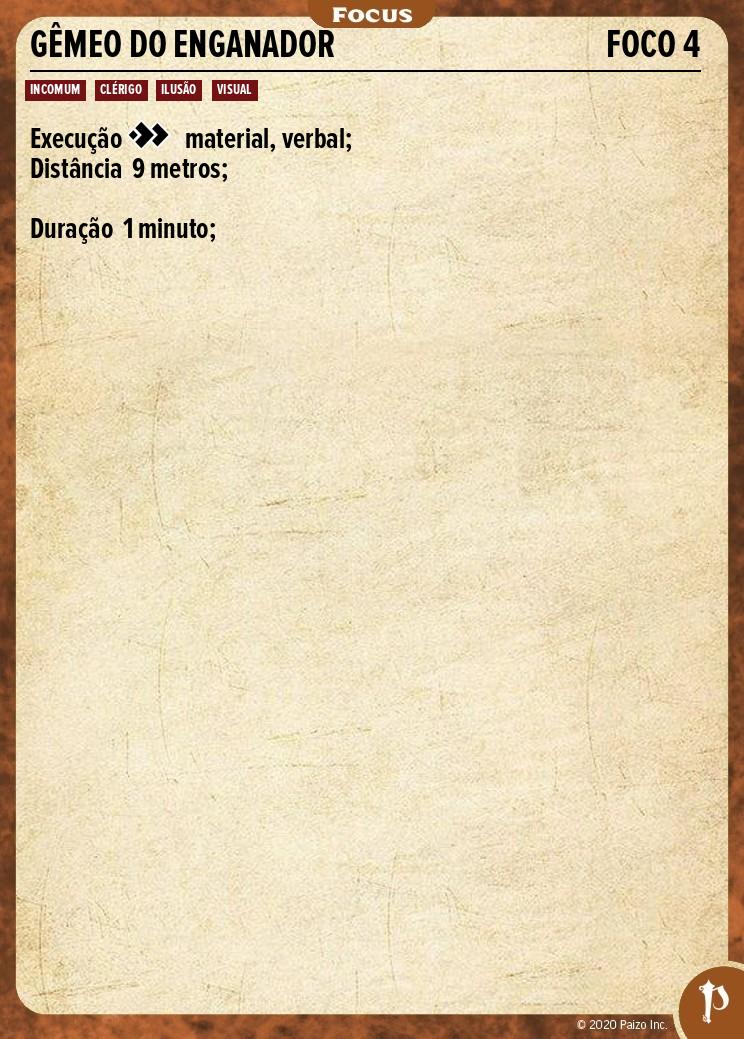 Focus
GÊMEO DO ENGANADOR FOCO 4
INCOMUM CLÉRIGO ILUSÃO VISUAL
Execução material, verbal;
Distância 9 metros;
Duração 1 minuto;
© 2020 Paizo Inc.